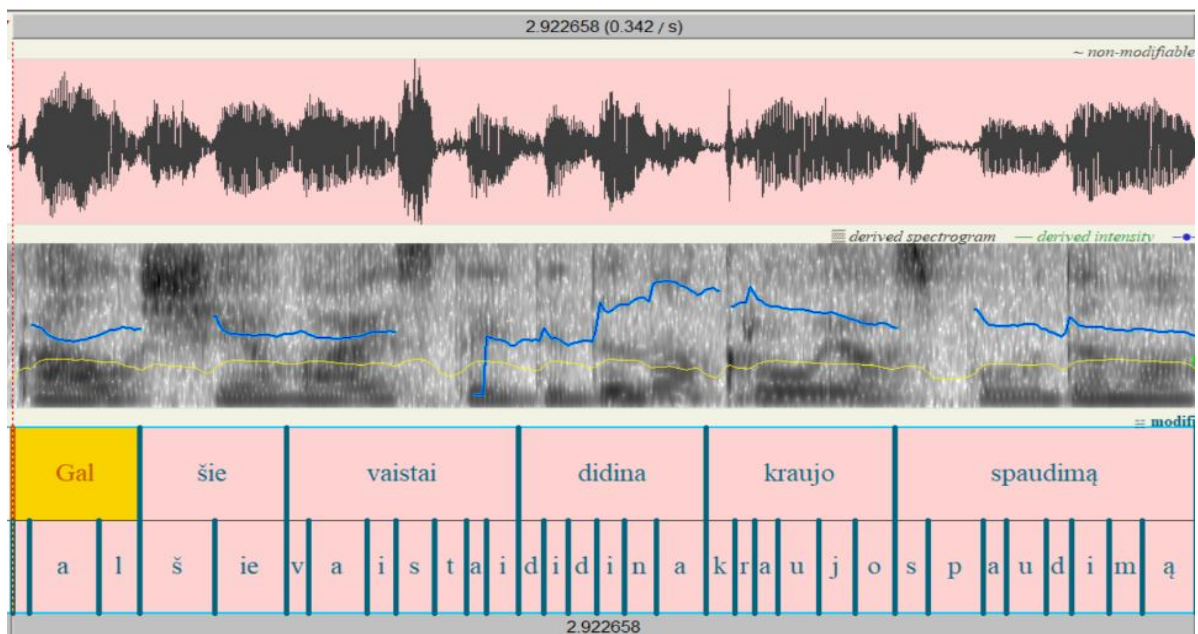 2.922658 (0.342 / s)
~ non-modifiable
derived spectrogram — derived intensity
modifi
Gal šie vaistai didina kraujo spaudimą
a l š ie v a i s t a i d i d i n a k r a u j o s p a u d i m ą
2.922658